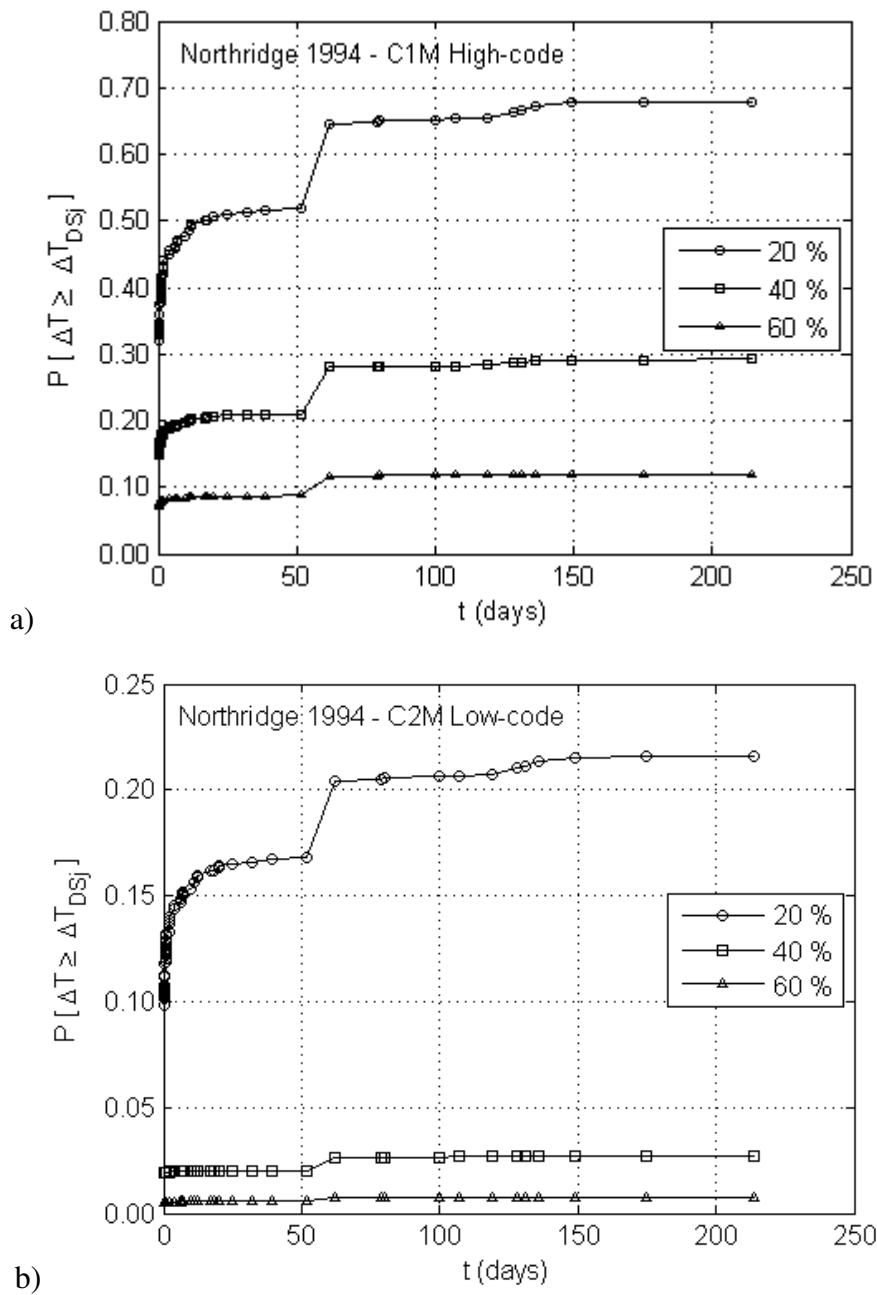 Northridge 1994 - C1M High-code
0.80
0.70
0.60
0.50
0.40
0.30
0.20
0.10
0.00
P [ ΔT ≥ ΔT_DSj ]
20 %
40 %
60 %
0 50 100 150 200 250
t (days)
a)
Northridge 1994 - C2M Low-code
0.25
0.20
0.15
0.10
0.05
0.00
P [ ΔT ≥ ΔT_DSj ]
20 %
40 %
60 %
0 50 100 150 200 250
t (days)
b)